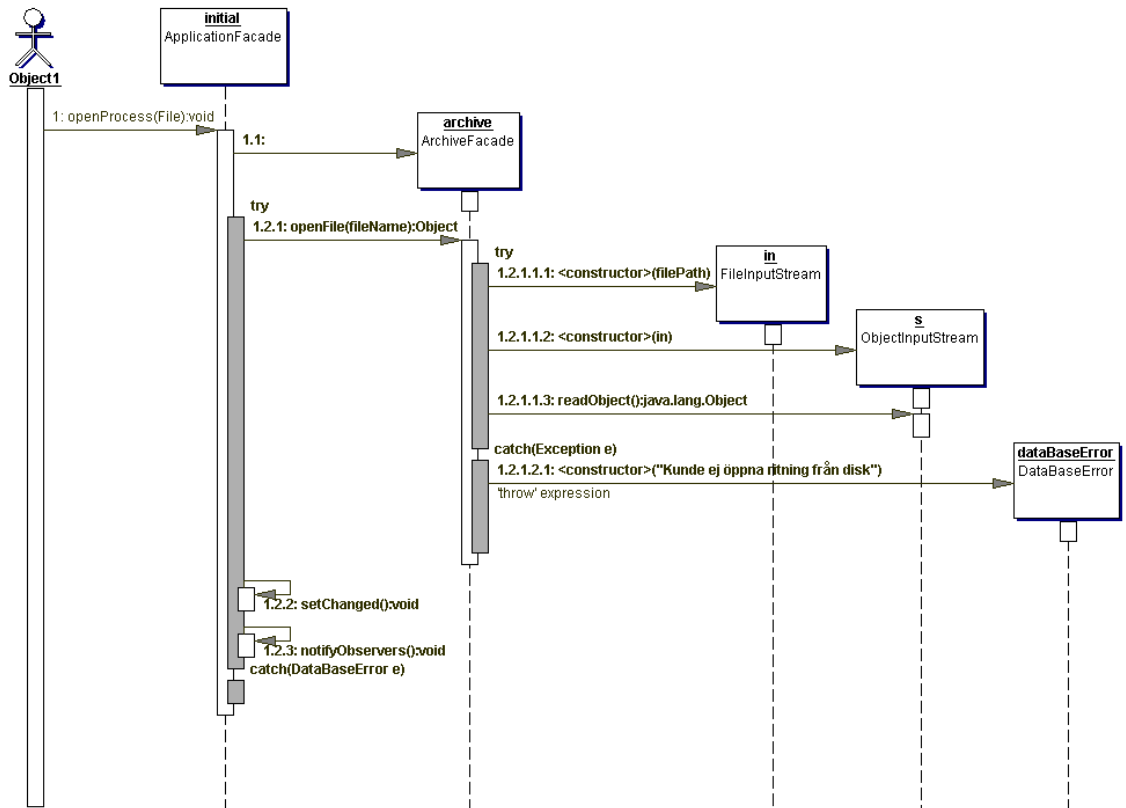 initial
ApplicationFacade
Object1
1: openProcess(File):void
archive
ArchiveFacade
1.1:
try
1.2.1: openFile(fileName):Object
try
in
FileInputStream
1.2.1.1.1: <constructor>(filePath)
s
ObjectInputStream
1.2.1.1.2: <constructor>(in)
1.2.1.1.3: readObject():java.lang.Object
catch(Exception e)
dataBaseError
DataBaseError
1.2.1.2.1: <constructor>("Kunde ej öppna ritning från disk")
'throw' expression
1.2.2: setChanged():void
1.2.3: notifyObservers():void
catch(DataBaseError e)